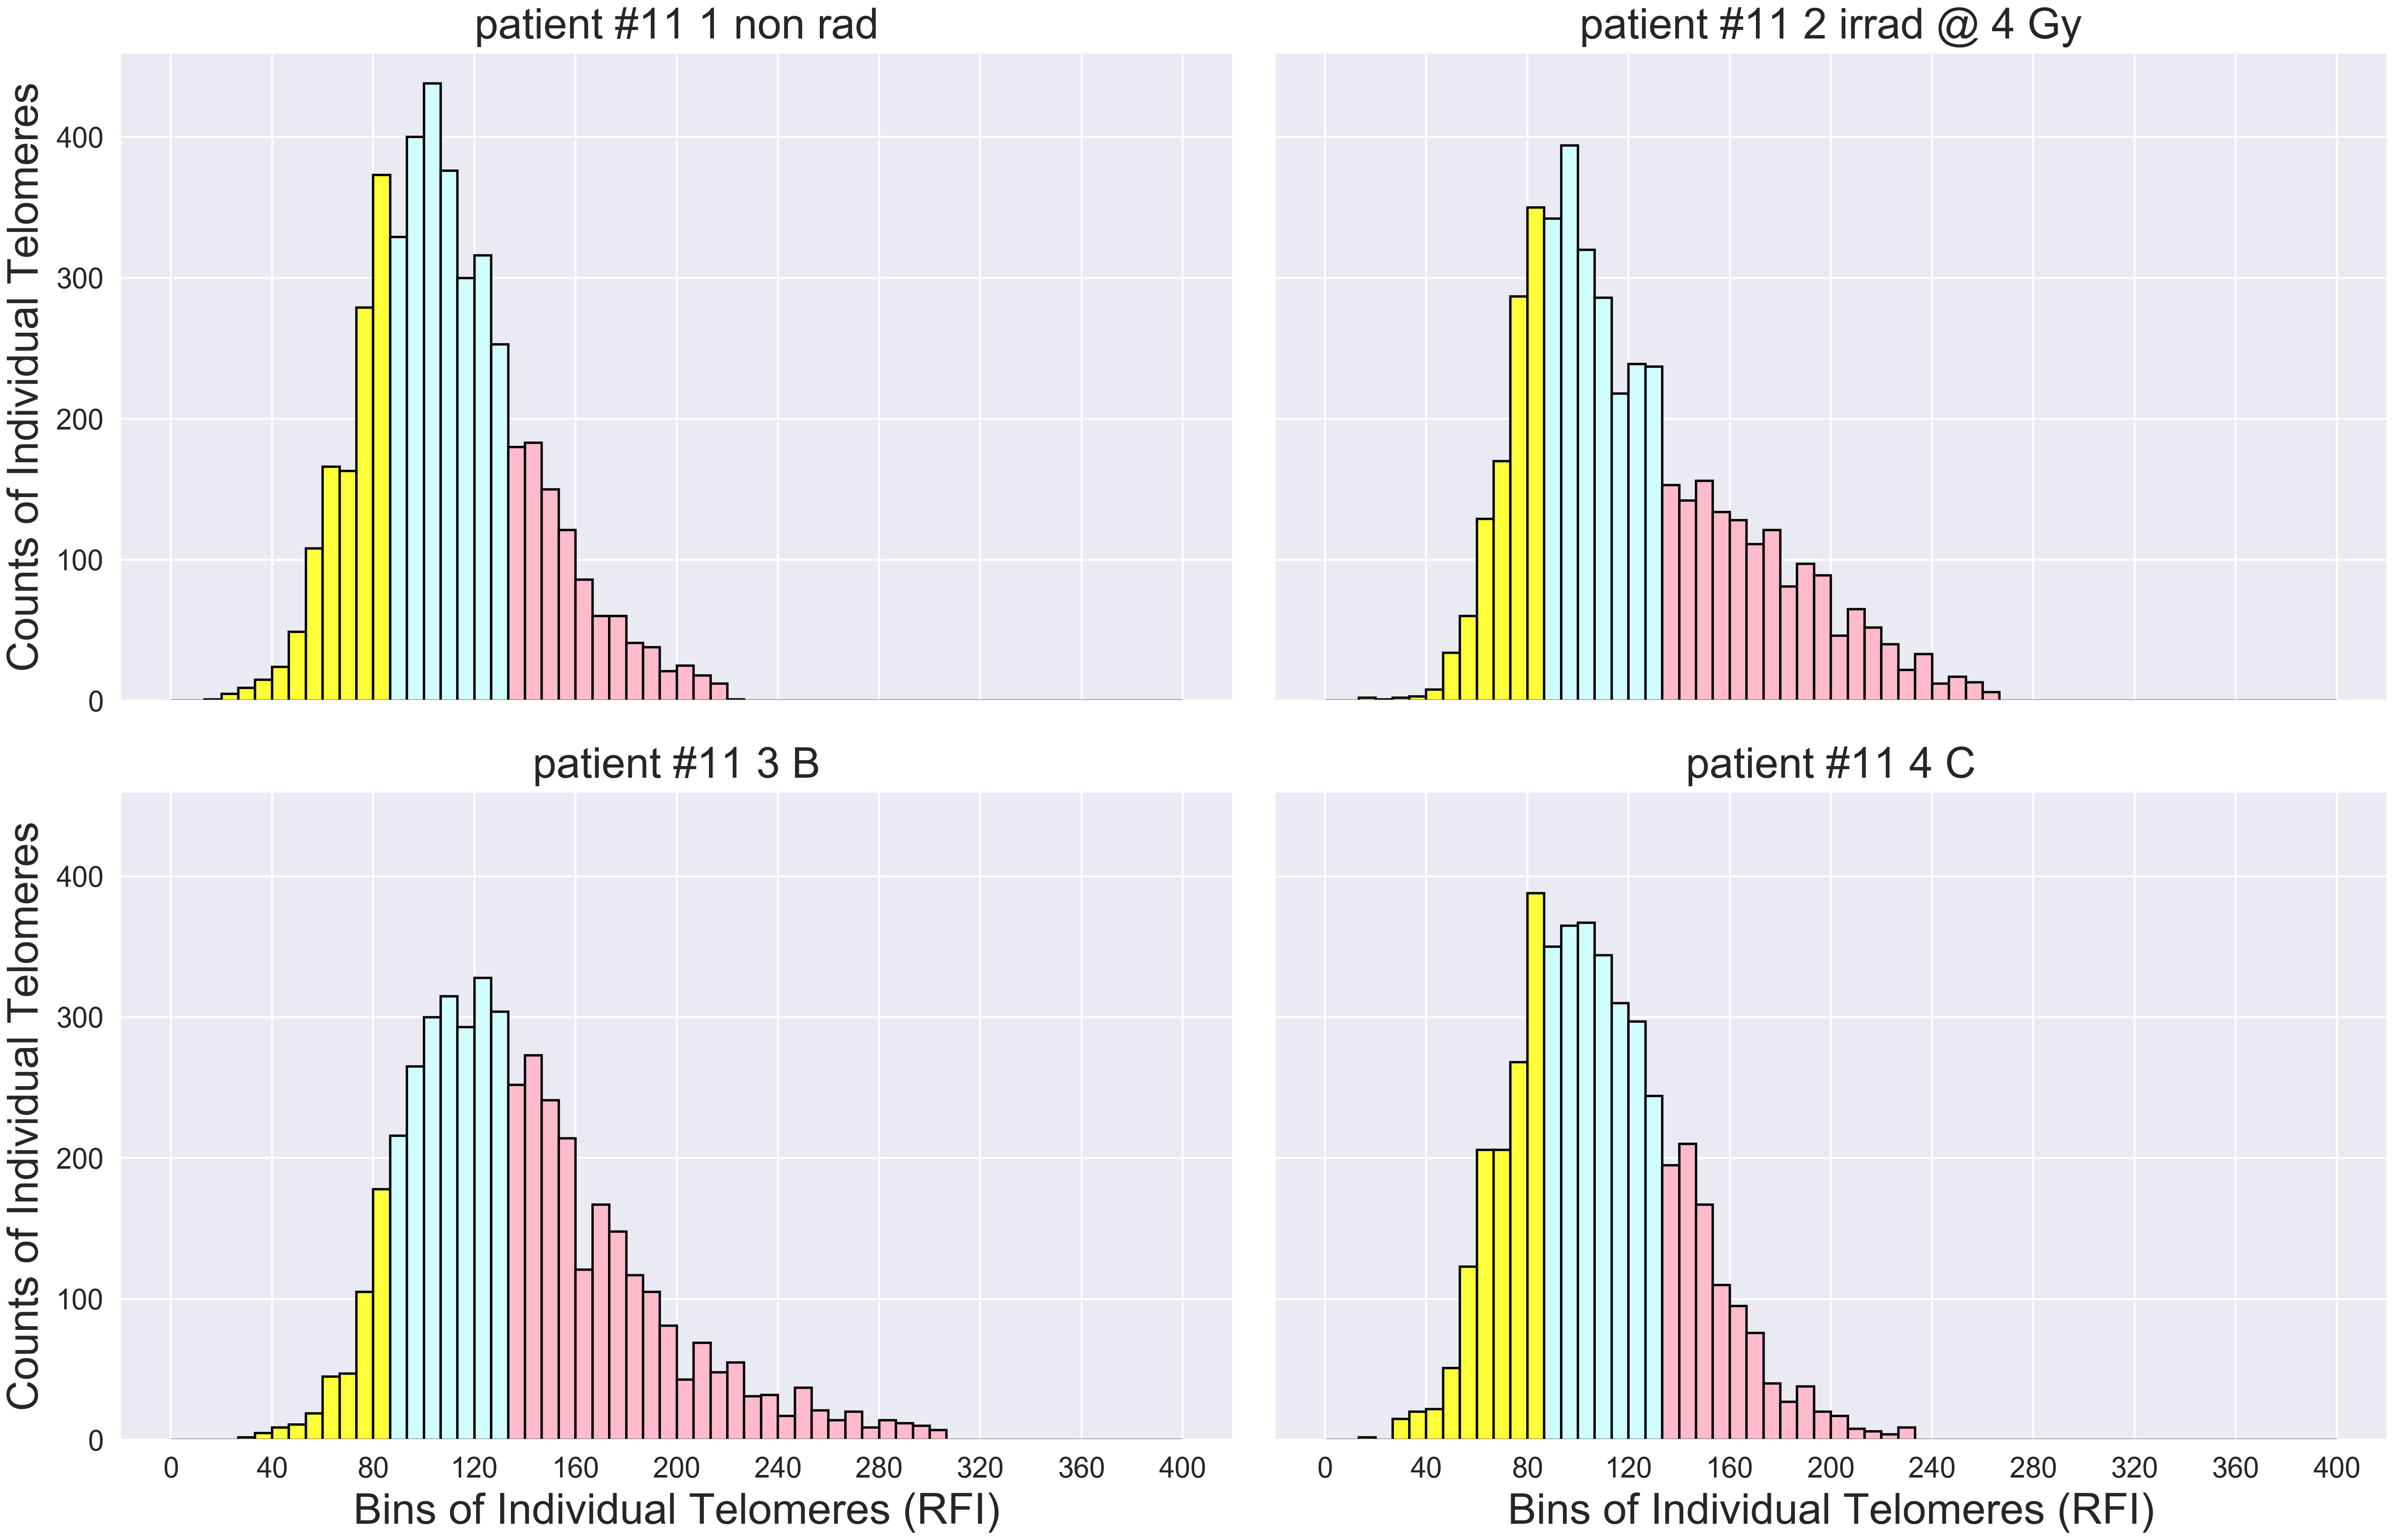 patient #11 1 non rad
patient #11 2 irrad @ 4 Gy
Counts of Individual Telomeres
400
300
200
100
0
patient #11 3 B
patient #11 4 C
Counts of Individual Telomeres
400
300
200
100
0
0 40 80 120 160 200 240 280 320 360 400
0 40 80 120 160 200 240 280 320 360 400
Bins of Individual Telomeres (RFI)
Bins of Individual Telomeres (RFI)